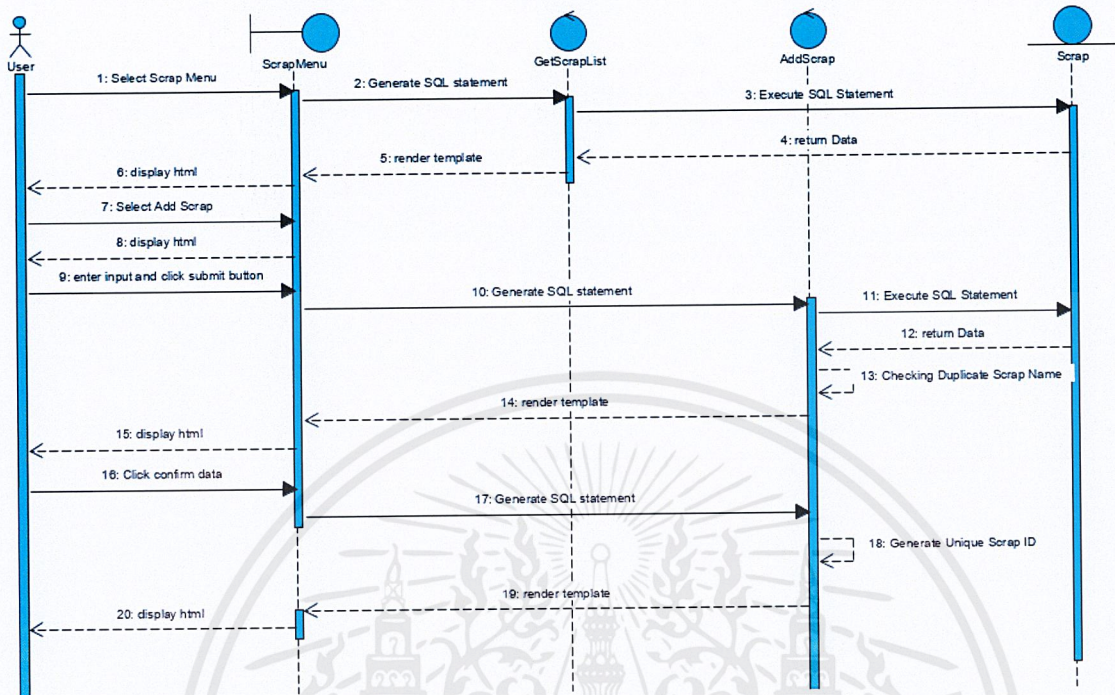 User
ScrapMenu
GetScrapList
AddScrap
Scrap
1: Select Scrap Menu
2: Generate SQL statement
3: Execute SQL Statement
4: return Data
5: render template
6: display html
7: Select Add Scrap
8: display html
9: enter input and click submit button
10: Generate SQL statement
11: Execute SQL Statement
12: return Data
13: Checking Duplicate Scrap Name
14: render template
15: display html
16: Click confirm data
17: Generate SQL statement
18: Generate Unique Scrap ID
19: render template
20: display html